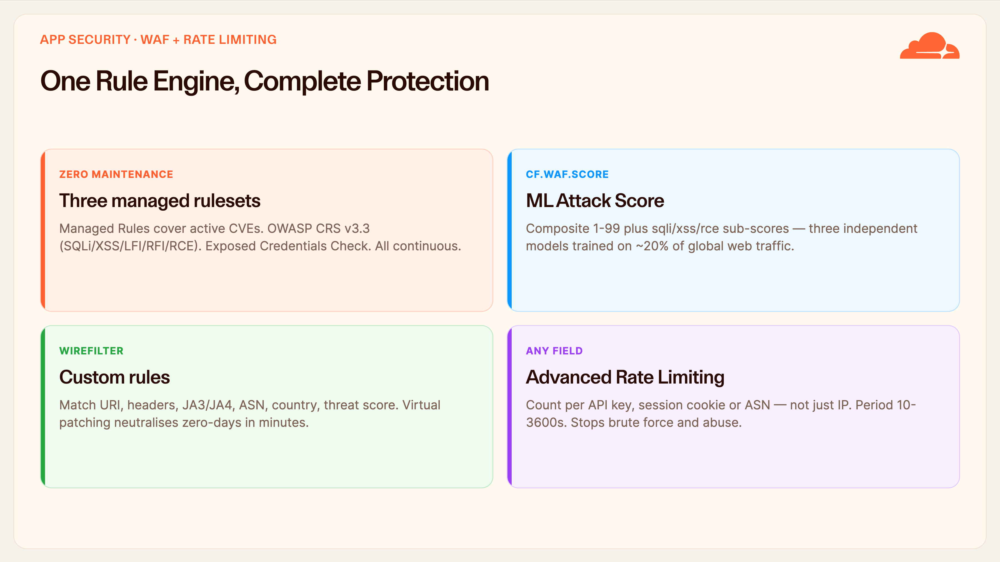 APP SECURITY · WAF + RATE LIMITING
One Rule Engine, Complete Protection
ZERO MAINTENANCE
Three managed rulesets
Managed Rules cover active CVEs. OWASP CRS v3.3
(SQLi/XSS/LFI/RFI/RCE). Exposed Credentials Check. All continuous.
CF.WAF.SCORE
ML Attack Score
Composite 1-99 plus sqli/xss/rce sub-scores — three independent
models trained on ~20% of global web traffic.
WIREFILTER
Custom rules
Match URI, headers, JA3/JA4, ASN, country, threat score. Virtual
patching neutralises zero-days in minutes.
ANY FIELD
Advanced Rate Limiting
Count per API key, session cookie or ASN — not just IP. Period 10-
3600s. Stops brute force and abuse.